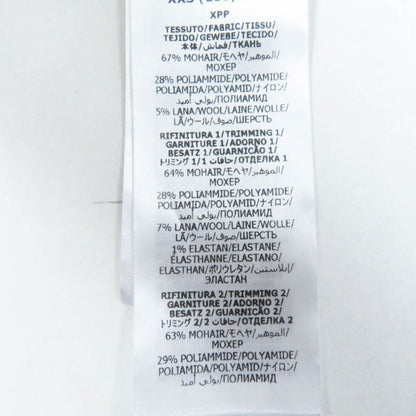 XPP
TESSUTO/FABRIC/TISSU/
TEJIDO/GEWEBE/TECIDO/
本体/قماش/ТКАНЬ
67% MOHAIR/モヘヤ/الموهير/
МОХЕР
28% POLIAMMIDE/POLYAMIDE/
POLIAMIDA/POLYAMID/ナイロン/
بولي أميد/ПОЛИАМИД
5% LANA/WOOL/LAINE/WOLLE/
LÃ/ウール/صوف/ШЕРСТЬ
RIFINITURA 1/TRIMMING 1/
GARNITURE 1/ADORNO 1/
BESATZ 1/GUARNICÃO 1/
トリミング 1/حافات 1/ОТДЕЛКА 1
64% MOHAIR/モヘヤ/الموهير/
МОХЕР
28% POLIAMMIDE/POLYAMIDE/
POLIAMIDA/POLYAMID/ナイロン/
بولي أميد/ПОЛИАМИД
7% LANA/WOOL/LAINE/WOLLE/
LÃ/ウール/صوف/ШЕРСТЬ
1% ELASTAN/ELASTANE/
ÉLASTHANNE/ELASTANO/
ELASTHAN/ポリウレタン/إيلاستين/
ЭЛАСТАН
RIFINITURA 2/TRIMMING 2/
GARNITURE 2/ADORNO 2/
BESATZ 2/GUARNICÃO 2/
トリミング 2/حافات 2/ОТДЕЛКА 2
63% MOHAIR/モヘヤ/الموهير/
МОХЕР
29% POLIAMMIDE/POLYAMIDE/
POLIAMIDA/POLYAMID/ナイロン/
بولي أميد/ПОЛИАМИД